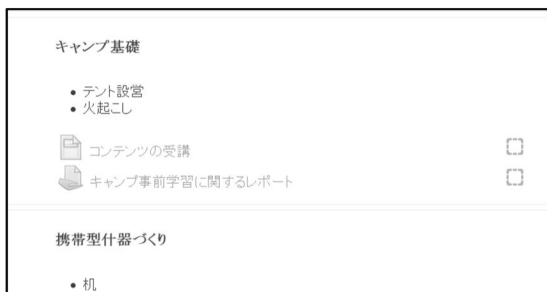 キャンプ基礎
テント設営
火起こし
コンテンツの受講
キャンプ事前学習に関するレポート
携帯型什器づくり
机